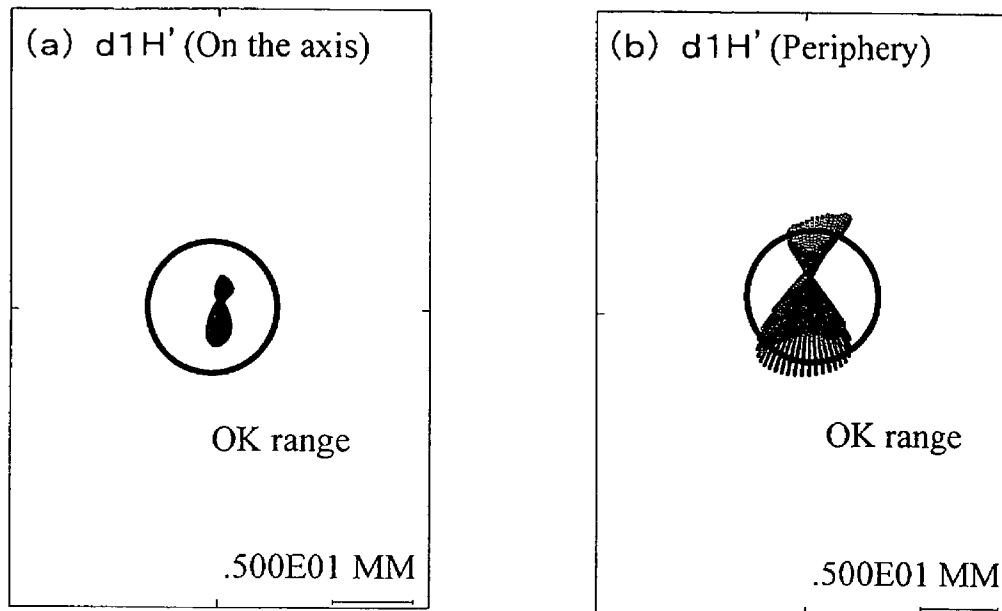 (a) d1H' (On the axis)
OK range
.500E01 MM
(b) d1H' (Periphery)
OK range
.500E01 MM